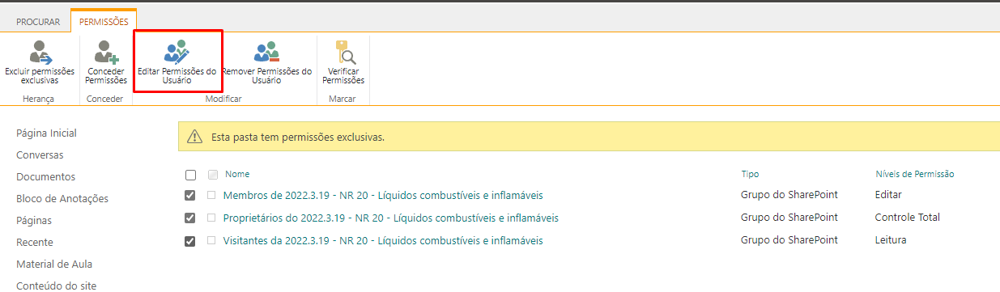 PROCURAR PERMISSÕES
Excluir permissões exclusivas
Conceder Permissões
Editar Permissões do Usuário
Remover Permissões do Usuário
Verificar Permissões
Herança Conceder Modificar Marcar
Página Inicial
Esta pasta tem permissões exclusivas.
Conversas
Documentos
Bloco de Anotações
Páginas
Recente
Material de Aula
Conteúdo do site
Nome Tipo Níveis de Permissão
Membros de 2022.3.19 - NR 20 - Líquidos combustíveis e inflamáveis Grupo do SharePoint Editar
Proprietários do 2022.3.19 - NR 20 - Líquidos combustíveis e inflamáveis Grupo do SharePoint Controle Total
Visitantes da 2022.3.19 - NR 20 - Líquidos combustíveis e inflamáveis Grupo do SharePoint Leitura